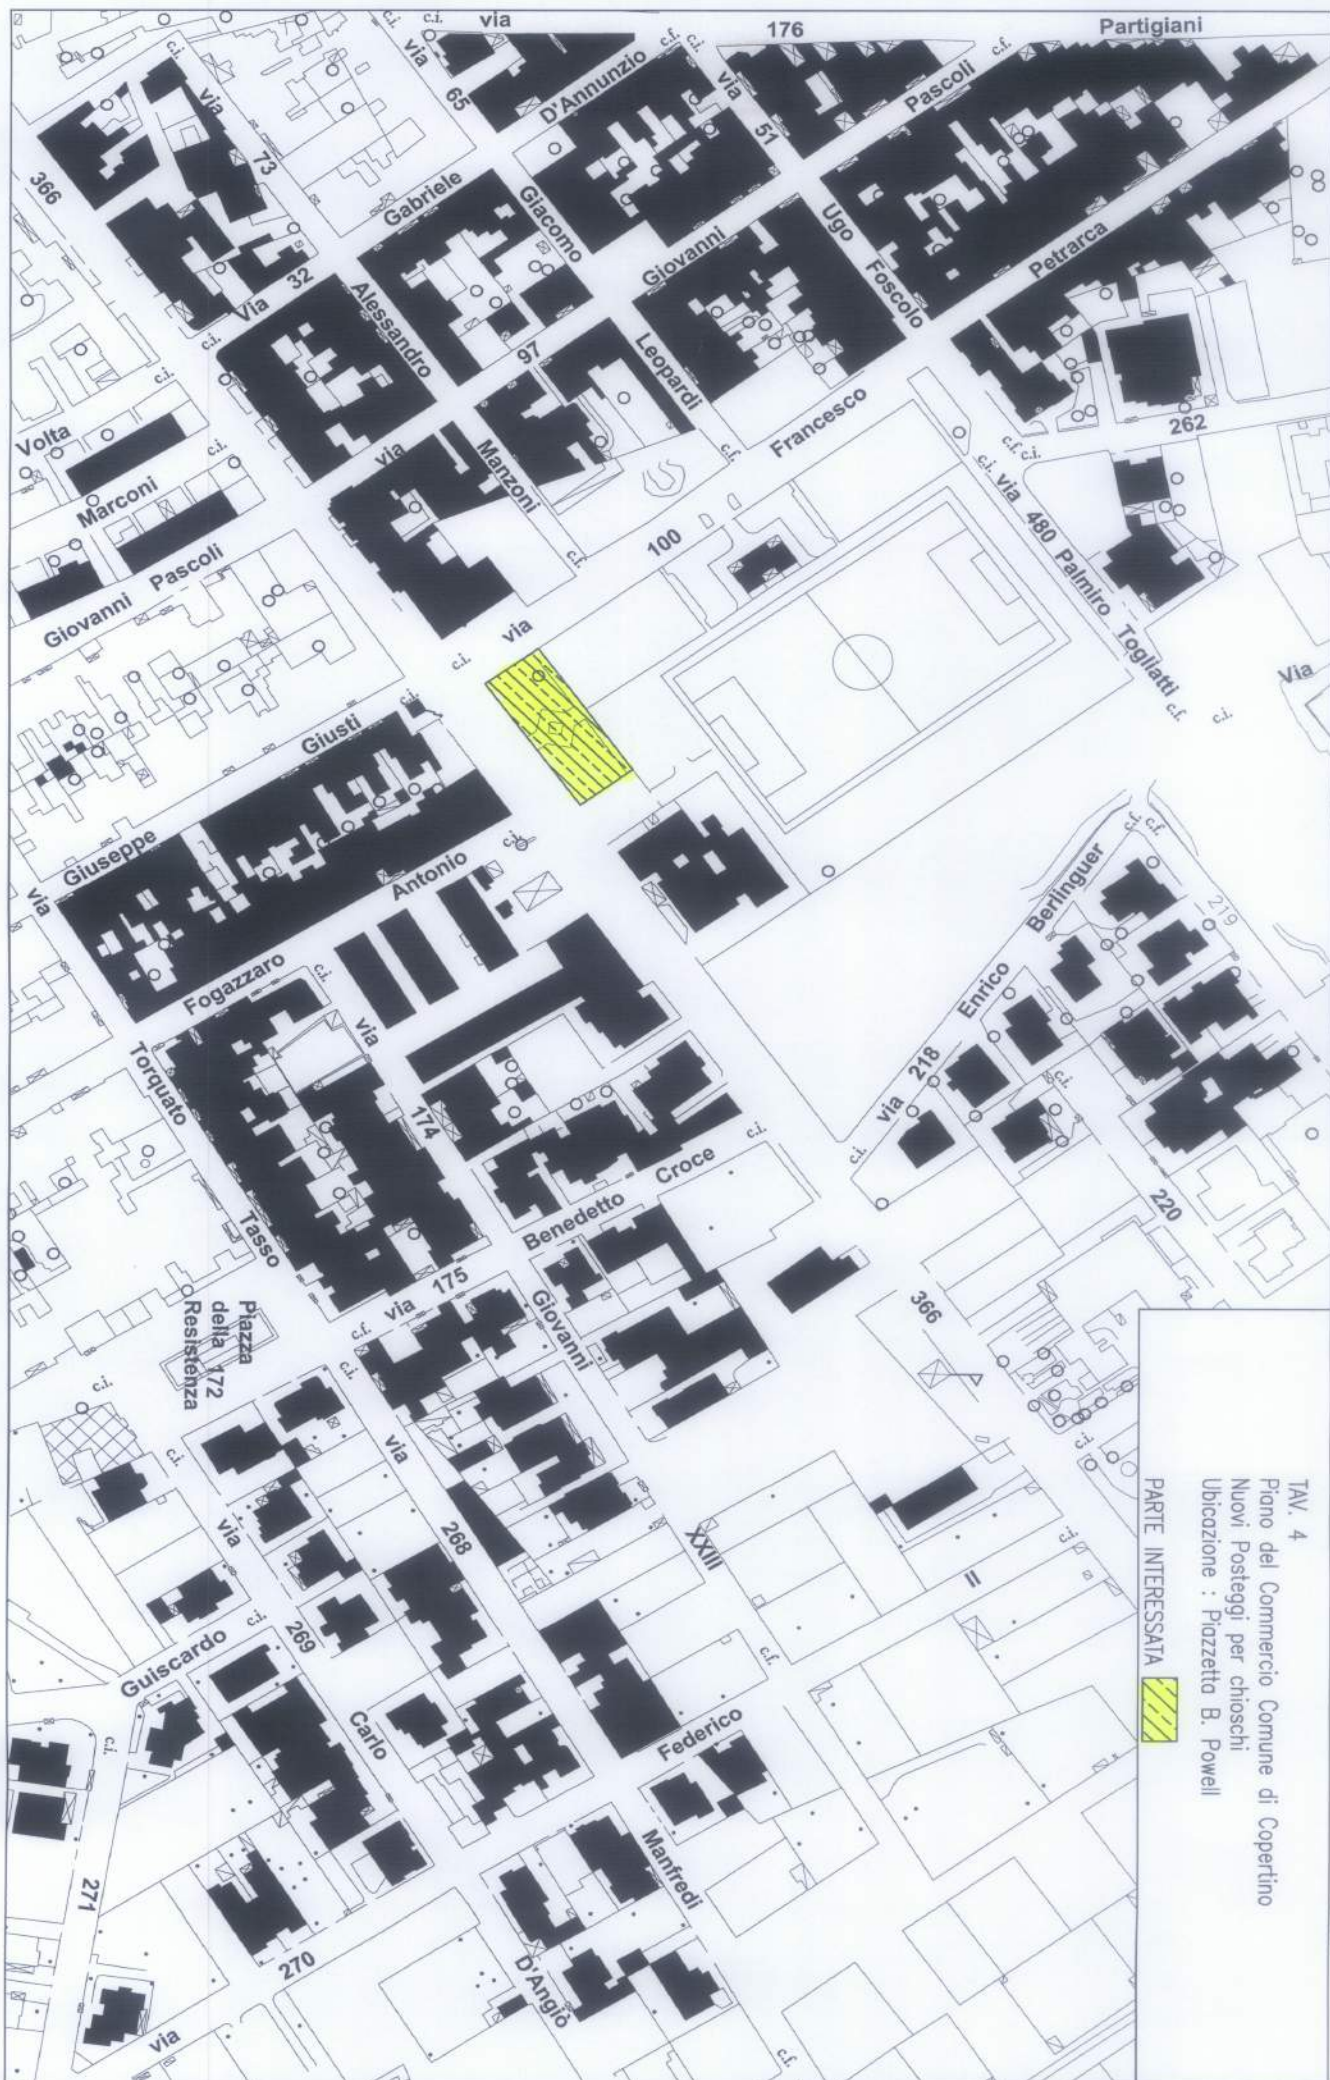 TAV. 4
Piano del Commercio Comune di Copertino
Nuovi Posteggi per chioschi
Ubicazione : Piazzetta B. Powell
PARTE INTERESSATA
c.i.
c.i.
c.i.
via
176
Partigiani
via
65
D'Annunzio
c.f.
c.i.
via
51
Pascoli
c.f.
via
73
366
Gabriele
Giacomo
Giovanni
Ugo
Foscolo
Petrarca
Via
32
c.i.
Alessandro
97
Leopardi
Francesco
262
c.i.
Volta
Marconi
c.i.
via
Manzoni
c.f.
c.f.
c.i.
c.i.
via
480
Palmiro
Togliatti
c.f.
c.i.
Via
Giovanni
Pascoli
100
c.f.
via
c.i.
c.i.
Giusti
Giuseppe
via
Antonio
c.i.
Fogazzaro
c.i.
via
174
Torquato
Tasso
Berlinguer
c.i.
c.f.
219
Enrico
218
via
c.i.
c.i.
220
Benedetto
Croce
c.i.
via
175
c.f.
Giovanni
366
Piazza
della 172
Resistenza
c.i.
c.i.
c.i.
via
268
XXIII
c.i.
c.i.
II
via
269
c.i.
Guiscardo
Carlo
c.f.
Federico
c.i.
Manfredi
271
270
D'Angiò
via
c.f.